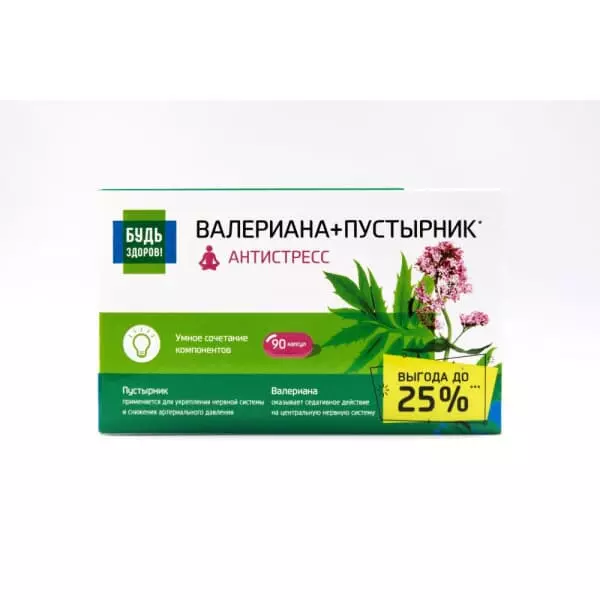 БУДЬ
ЗДОРОВ!
ВАЛЕРИАНА+ПУСТЫРНИК*
АНТИСТРЕСС
Умное сочетание
компонентов
90 капсул
Пустырник
применяется для укрепления нервной системы
и снижения артериального давления
Валериана
оказывает седативное действие
на центральную нервную систему
ВЫГОДА ДО
25%***